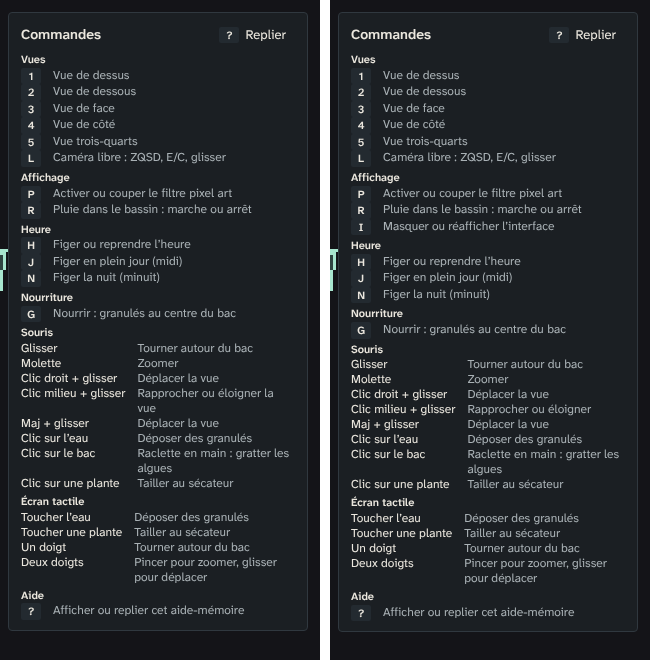 Commandes ? Replier
Vues
1 Vue de dessus
2 Vue de dessous
3 Vue de face
4 Vue de côté
5 Vue trois-quarts
L Caméra libre : ZQSD, E/C, glisser
Affichage
P Activer ou couper le filtre pixel art
R Pluie dans le bassin : marche ou arrêt
Heure
H Figer ou reprendre l'heure
J Figer en plein jour (midi)
N Figer la nuit (minuit)
Nourriture
G Nourrir : granulés au centre du bac
Souris
Glisser Tourner autour du bac
Molette Zoomer
Clic droit + glisser Déplacer la vue
Clic milieu + glisser Rapprocher ou éloigner la
vue
Maj + glisser Déplacer la vue
Clic sur l'eau Déposer des granulés
Clic sur le bac Raclette en main : gratter les
algues
Clic sur une plante Tailler au sécateur
Écran tactile
Toucher l'eau Déposer des granulés
Toucher une plante Tailler au sécateur
Un doigt Tourner autour du bac
Deux doigts Pincer pour zoomer, glisser
pour déplacer
Aide
? Afficher ou replier cet aide-mémoire
Commandes ? Replier
Vues
1 Vue de dessus
2 Vue de dessous
3 Vue de face
4 Vue de côté
5 Vue trois-quarts
L Caméra libre : ZQSD, E/C, glisser
Affichage
P Activer ou couper le filtre pixel art
R Pluie dans le bassin : marche ou arrêt
I Masquer ou réafficher l'interface
Heure
H Figer ou reprendre l'heure
J Figer en plein jour (midi)
N Figer la nuit (minuit)
Nourriture
G Nourrir : granulés au centre du bac
Souris
Glisser Tourner autour du bac
Molette Zoomer
Clic droit + glisser Déplacer la vue
Clic milieu + glisser Rapprocher ou éloigner
Maj + glisser Déplacer la vue
Clic sur l'eau Déposer des granulés
Clic sur le bac Raclette en main : gratter les
algues
Clic sur une plante Tailler au sécateur
Écran tactile
Toucher l'eau Déposer des granulés
Toucher une plante Tailler au sécateur
Un doigt Tourner autour du bac
Deux doigts Pincer pour zoomer, glisser
pour déplacer
Aide
? Afficher ou replier cet aide-mémoire